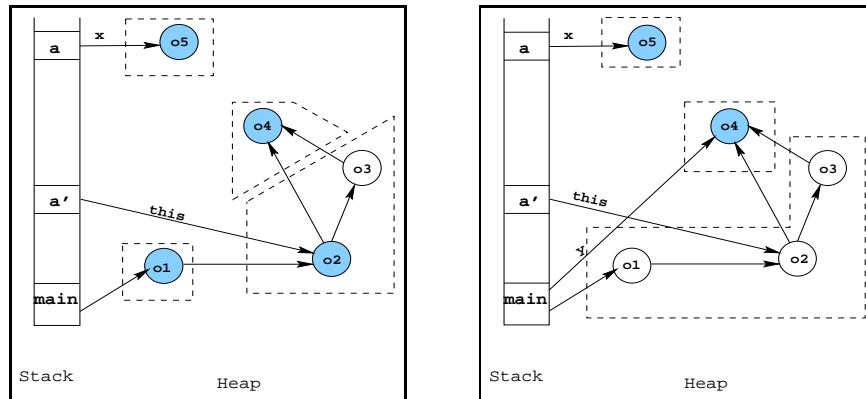 x
a
o5
o4
o3
a’
this
o2
o1
main
Stack
Heap
x
a
o5
o4
o3
a’
this
y
o2
o1
main
Stack
Heap